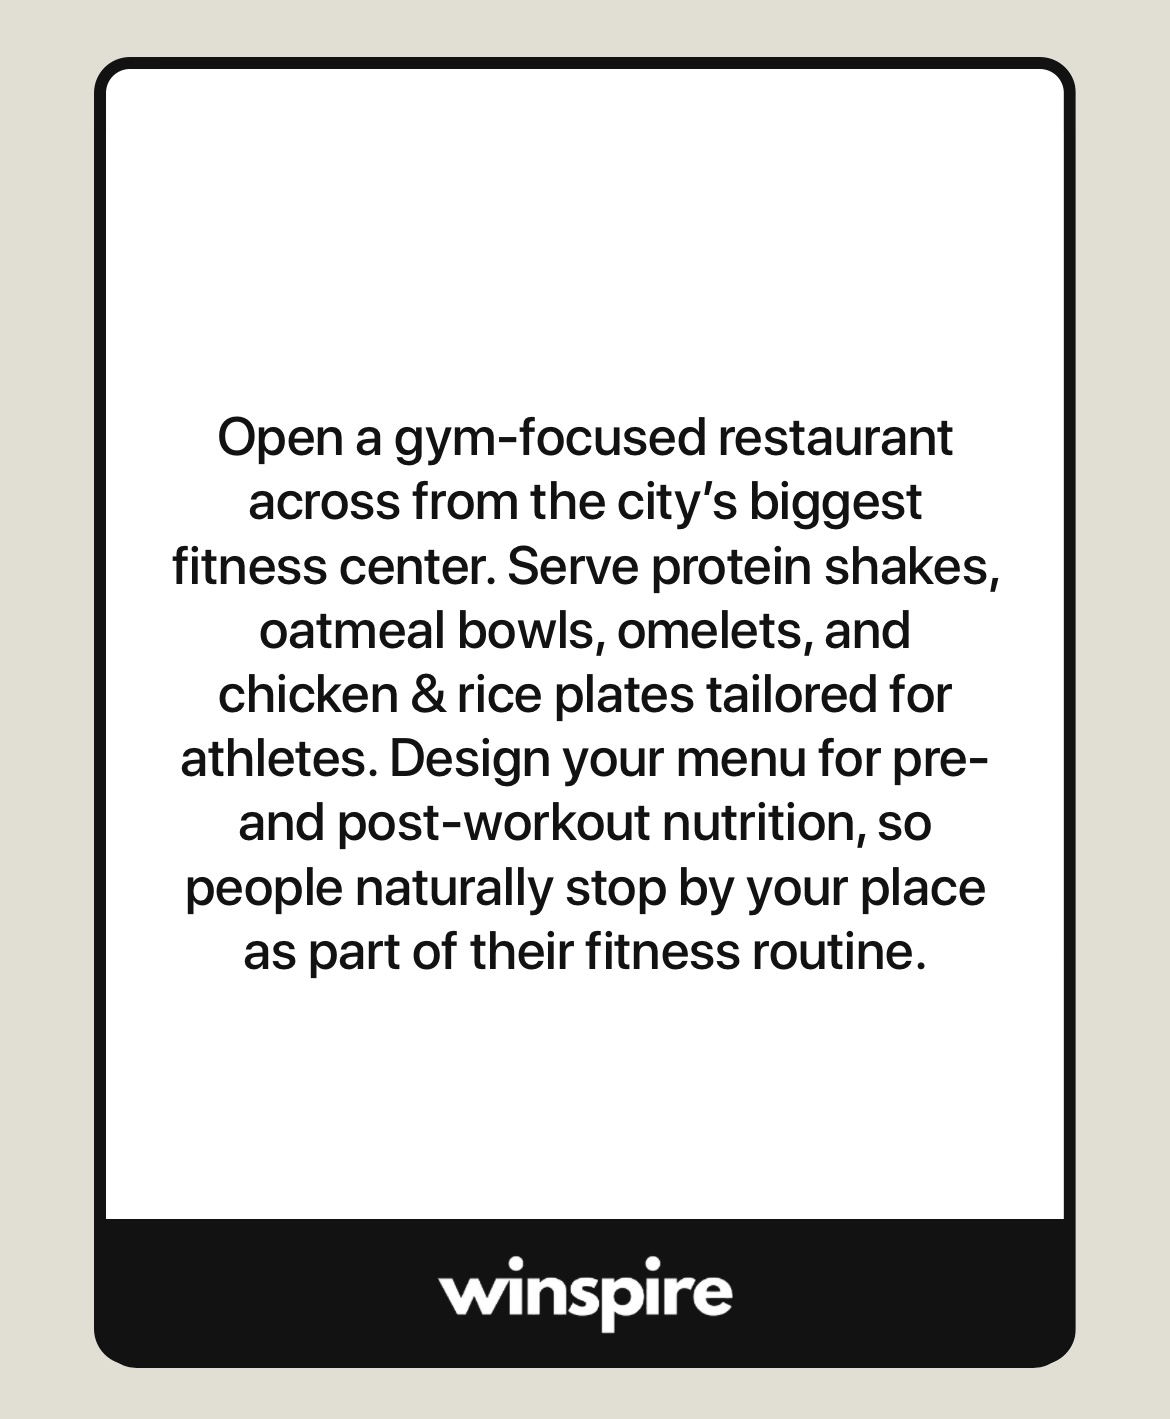 Open a gym-focused restaurant
across from the city’s biggest
fitness center. Serve protein shakes,
oatmeal bowls, omelets, and
chicken & rice plates tailored for
athletes. Design your menu for pre-
and post-workout nutrition, so
people naturally stop by your place
as part of their fitness routine.
winspire